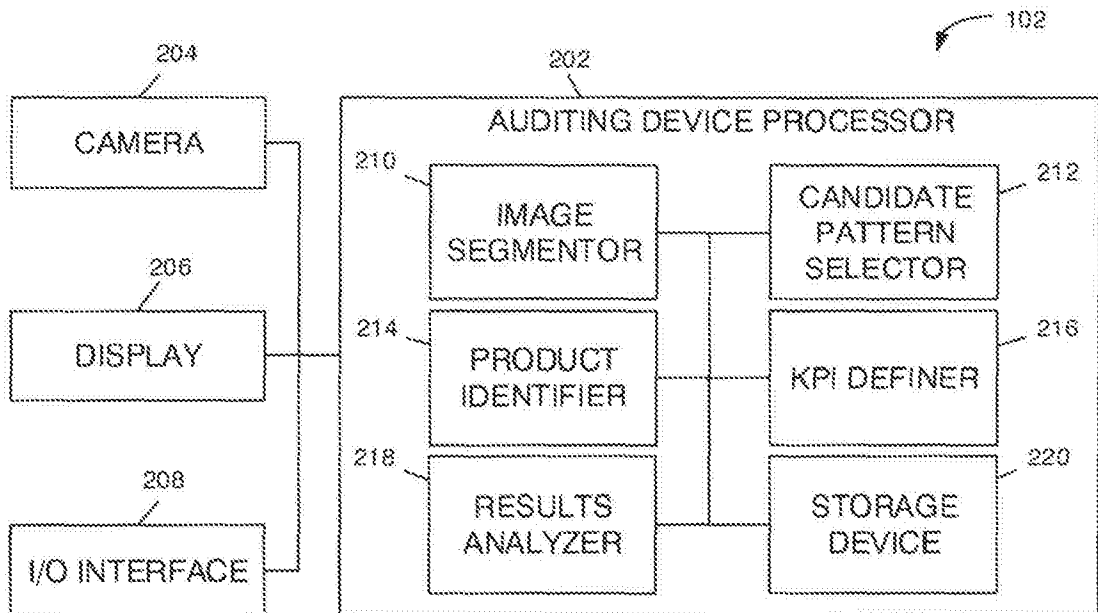 102
204
202
CAMERA
AUDITING DEVICE PROCESSOR
210
IMAGE
SEGMENTOR
212
CANDIDATE
PATTERN
SELECTOR
206
DISPLAY
214
PRODUCT
IDENTIFIER
216
KPI DEFINER
208
I/O INTERFACE
218
RESULTS
ANALYZER
220
STORAGE
DEVICE